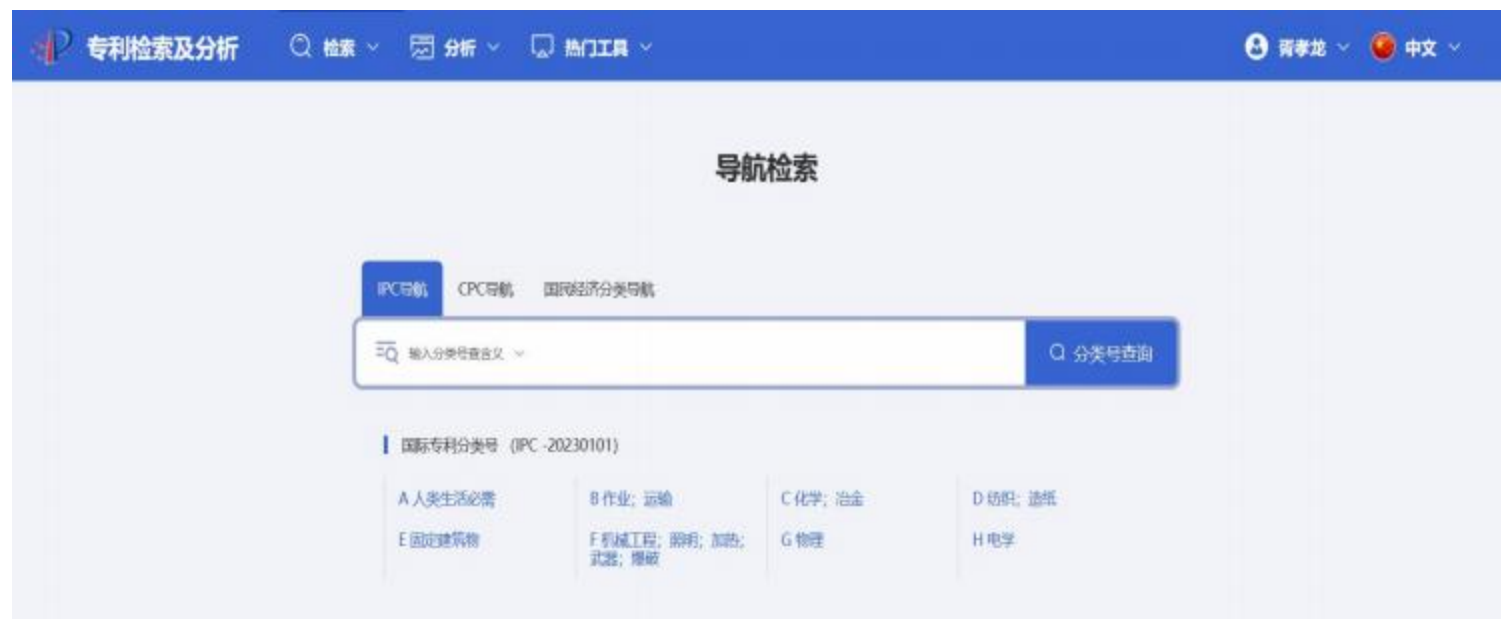 专利检索及分析 检索 分析 热门工具 胥孝龙 中文
导航检索
IPC导航 CPC导航 国民经济分类导航
输入分类号查含义 分类号查询
国际专利分类号 (IPC -20230101)
A 人类生活必需 B 作业; 运输 C 化学; 冶金 D 纺织; 造纸
E 固定建筑物 F 机械工程; 照明; 加热; G 物理 H 电学
武器; 爆破